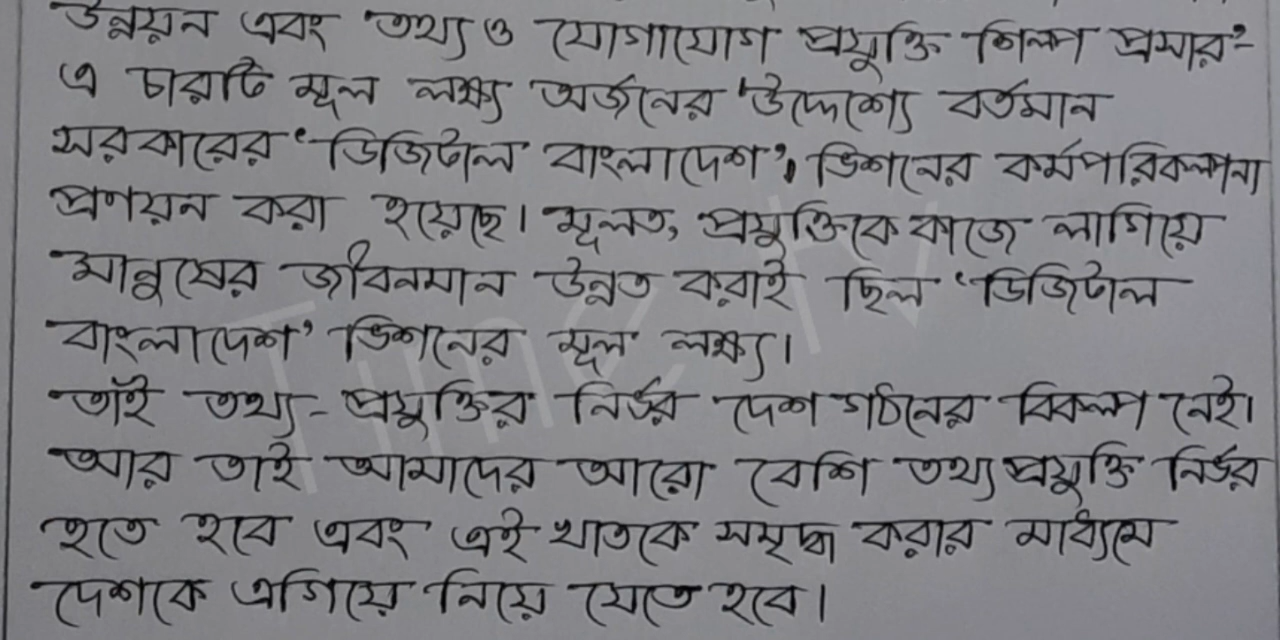 উন্নয়ন এবং তথ্য ও যোগাযোগ প্রযুক্তি শিল্প প্রসার'-
এ চারটি মূল লক্ষ্য অর্জনের 'উদ্দেশ্যে বর্তমান
সরকারের 'ডিজিটাল বাংলাদেশ', ভিশনের কর্মপরিকল্পনা
প্রণয়ন করা হয়েছে। মূলত, প্রযুক্তিকে কাজে লাগিয়ে
মানুষের জীবনমান উন্নত করাই ছিল 'ডিজিটাল
বাংলাদেশ' ভিশনের মূল লক্ষ্য।
তাই তথ্য-প্রযুক্তির নির্ভর দেশ গঠনের বিকল্প নেই।
আর তাই আমাদের আরো বেশি তথ্য প্রযুক্তি নির্ভর
হতে হবে এবং এই খাতকে সমৃদ্ধ করার মাধ্যমে
দেশকে এগিয়ে নিয়ে যেতে হবে।
Time tv